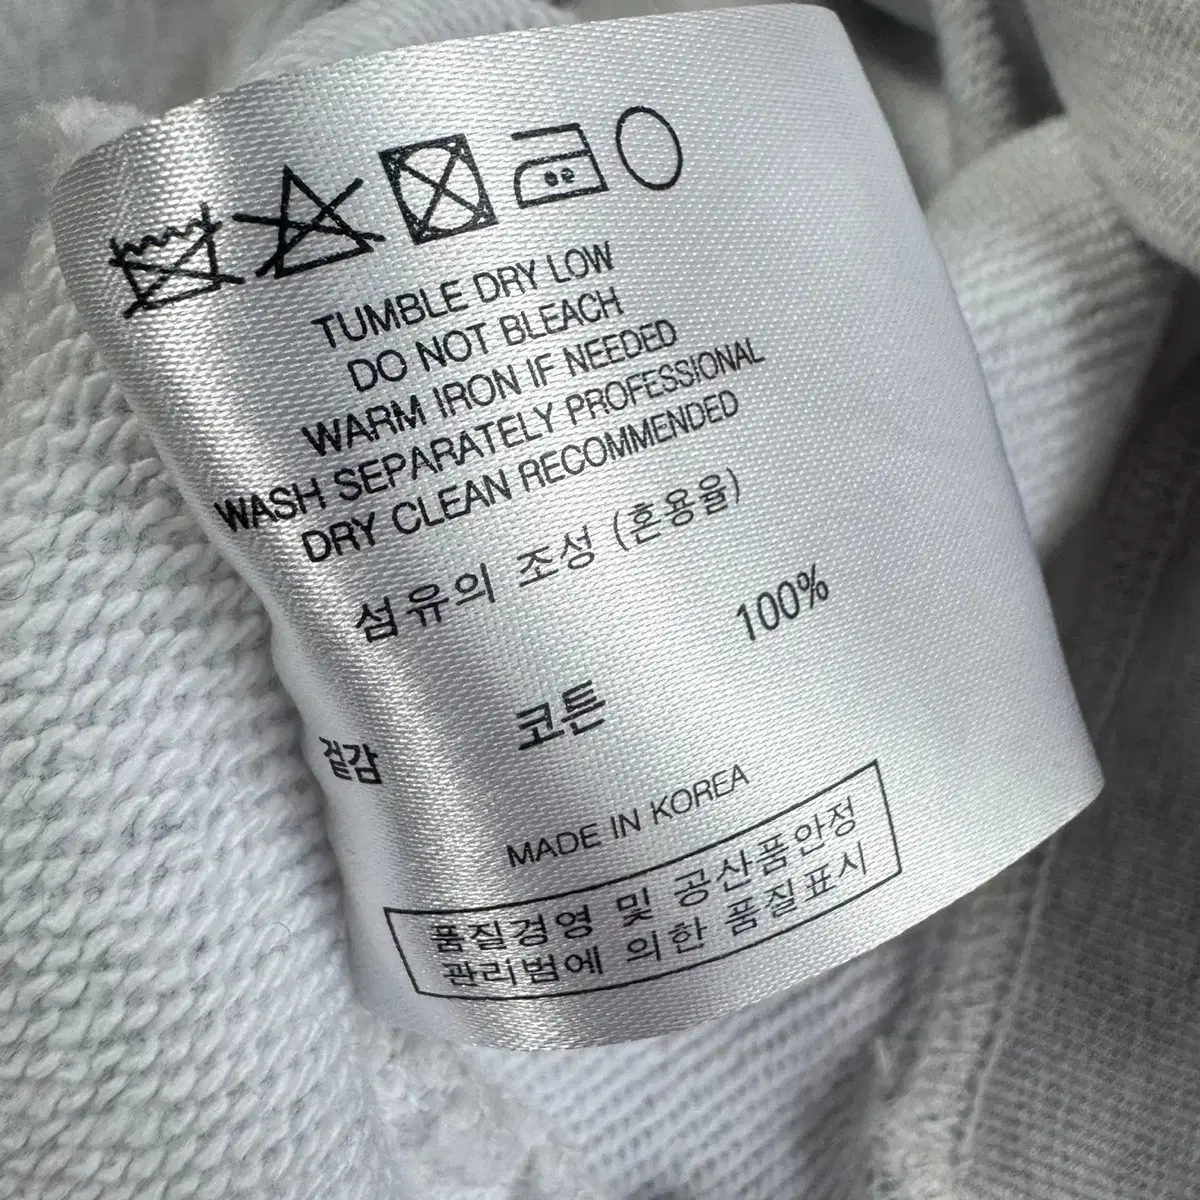 TUMBLE DRY LOW
DO NOT BLEACH
WARM IRON IF NEEDED
WASH SEPARATELY PROFESSIONAL
DRY CLEAN RECOMMENDED
섬유의 조성 (혼용율)
100%
겉감 코튼
MADE IN KOREA
품질경영 및 공산품안정
관리범에 의한 품질표시